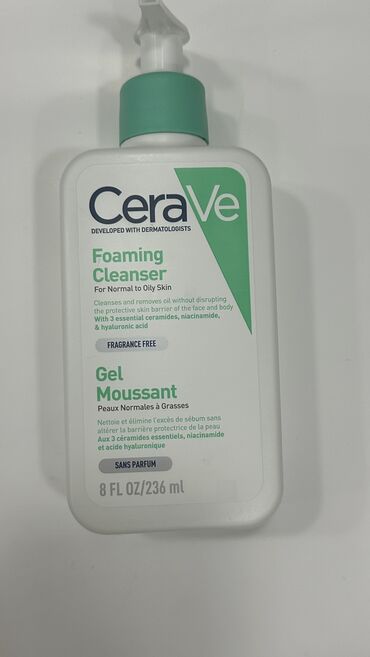 CeraVe
DEVELOPED WITH DERMATOLOGISTS
Foaming
Cleanser
For Normal to Oily Skin
Cleanses and removes oil without disrupting
the protective skin barrier of the face and body
With 3 essential ceramides, niacinamide,
& hyaluronic acid
FRAGRANCE FREE
Gel
Moussant
Peaux Normales à Grasses
Nettoie et élimine l'excès de sébum sans
altérer la barrière protectrice de la peau
Aux 3 céramides essentiels, niacinamide
et acide hyaluronique
SANS PARFUM
8 FL OZ/236 ml